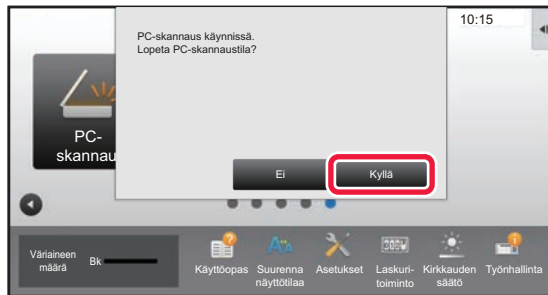 10:15
PC-skannaus käynnissä.
Lopeta PC-skannaustila?
PC-
skannau
Ei
Kyllä
Väriaineen
määrä
Bk
Käyttöopas
Suurenna
näyttötilaa
Asetukset
Laskuri-
toiminto
Kirkkauden
säätö
Työnhallinta